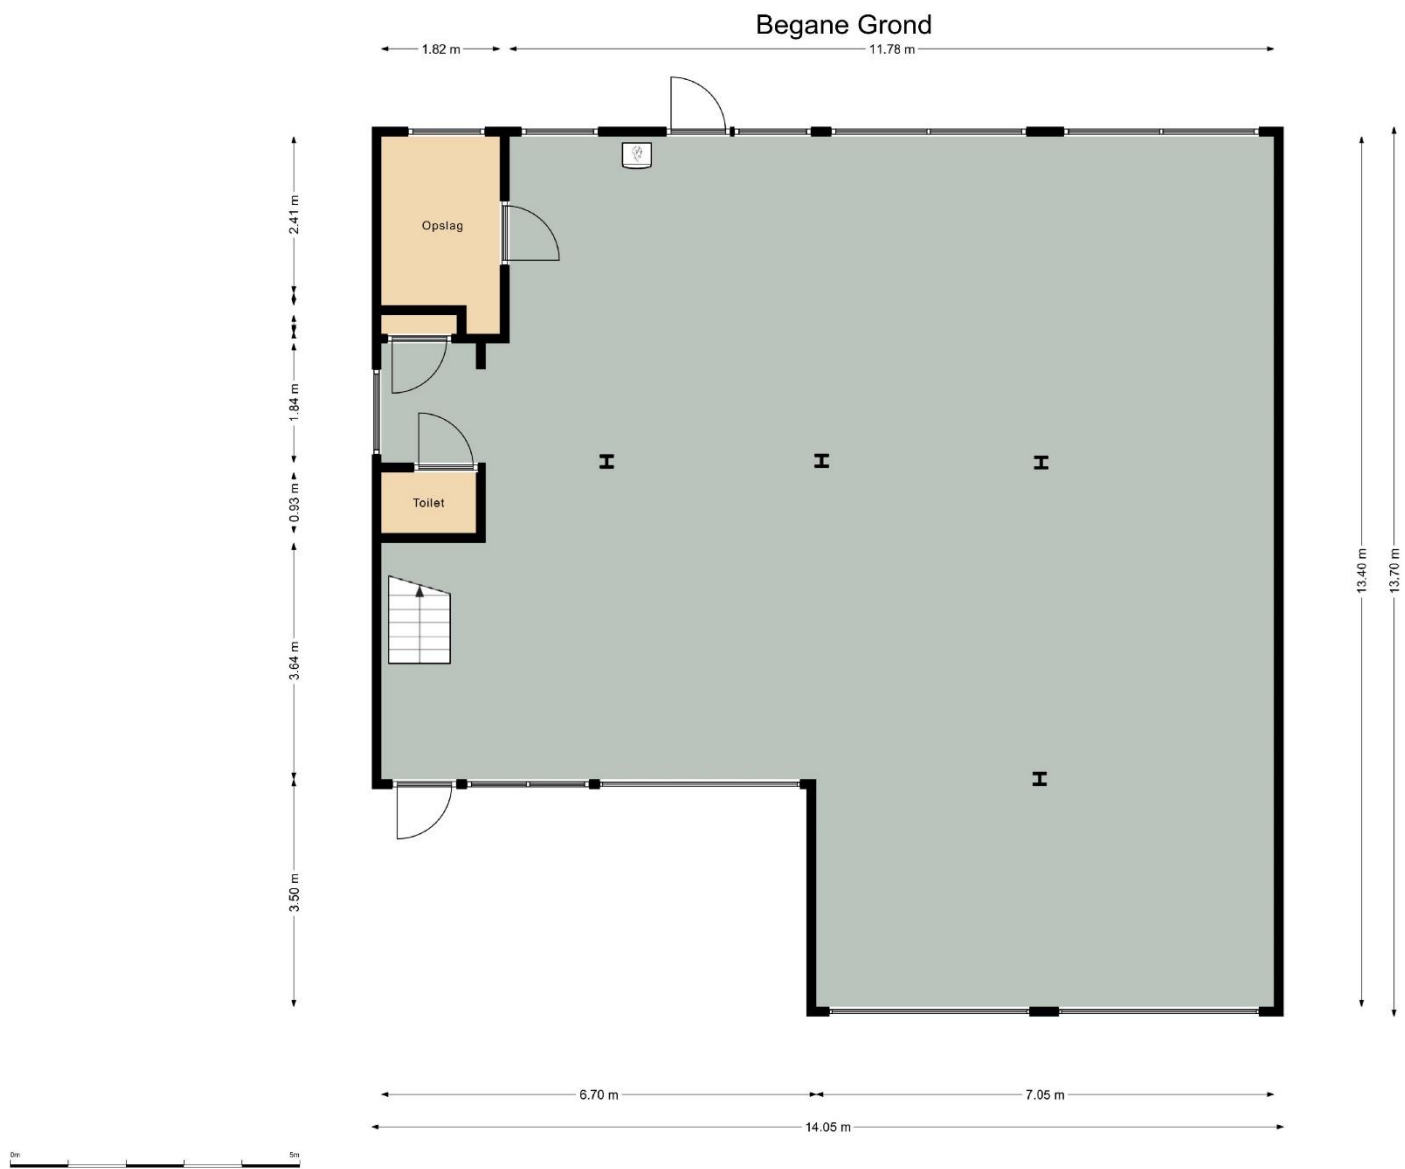 Begane Grond
1.82 m
11.78 m
2.41 m
Opslag
1.84 m
0.93 m
Toilet
13.40 m
13.70 m
3.64 m
3.50 m
6.70 m
7.05 m
14.05 m
0m
5m